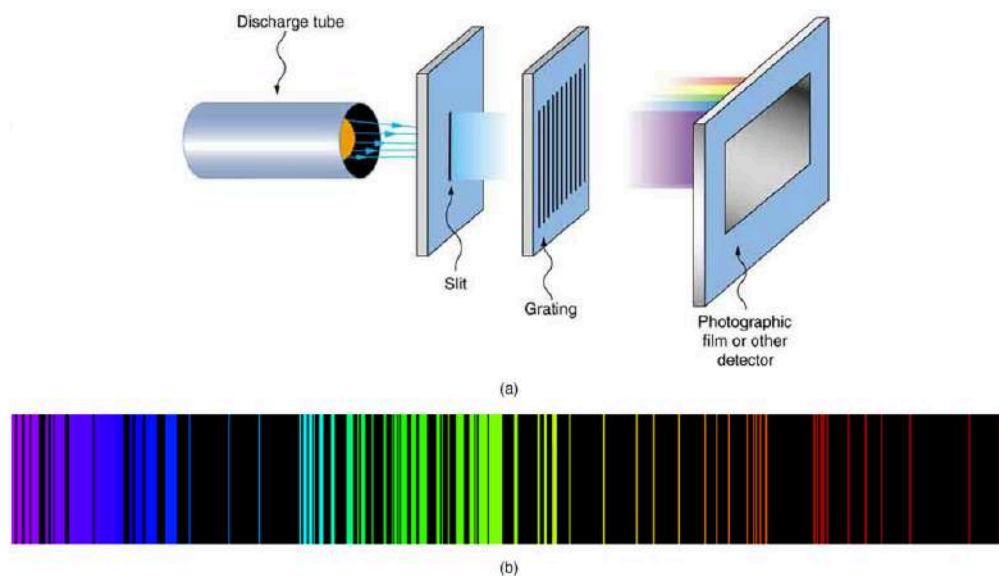 Discharge tube
Slit
Grating
Photographic
film or other
detector
(a)
(b)